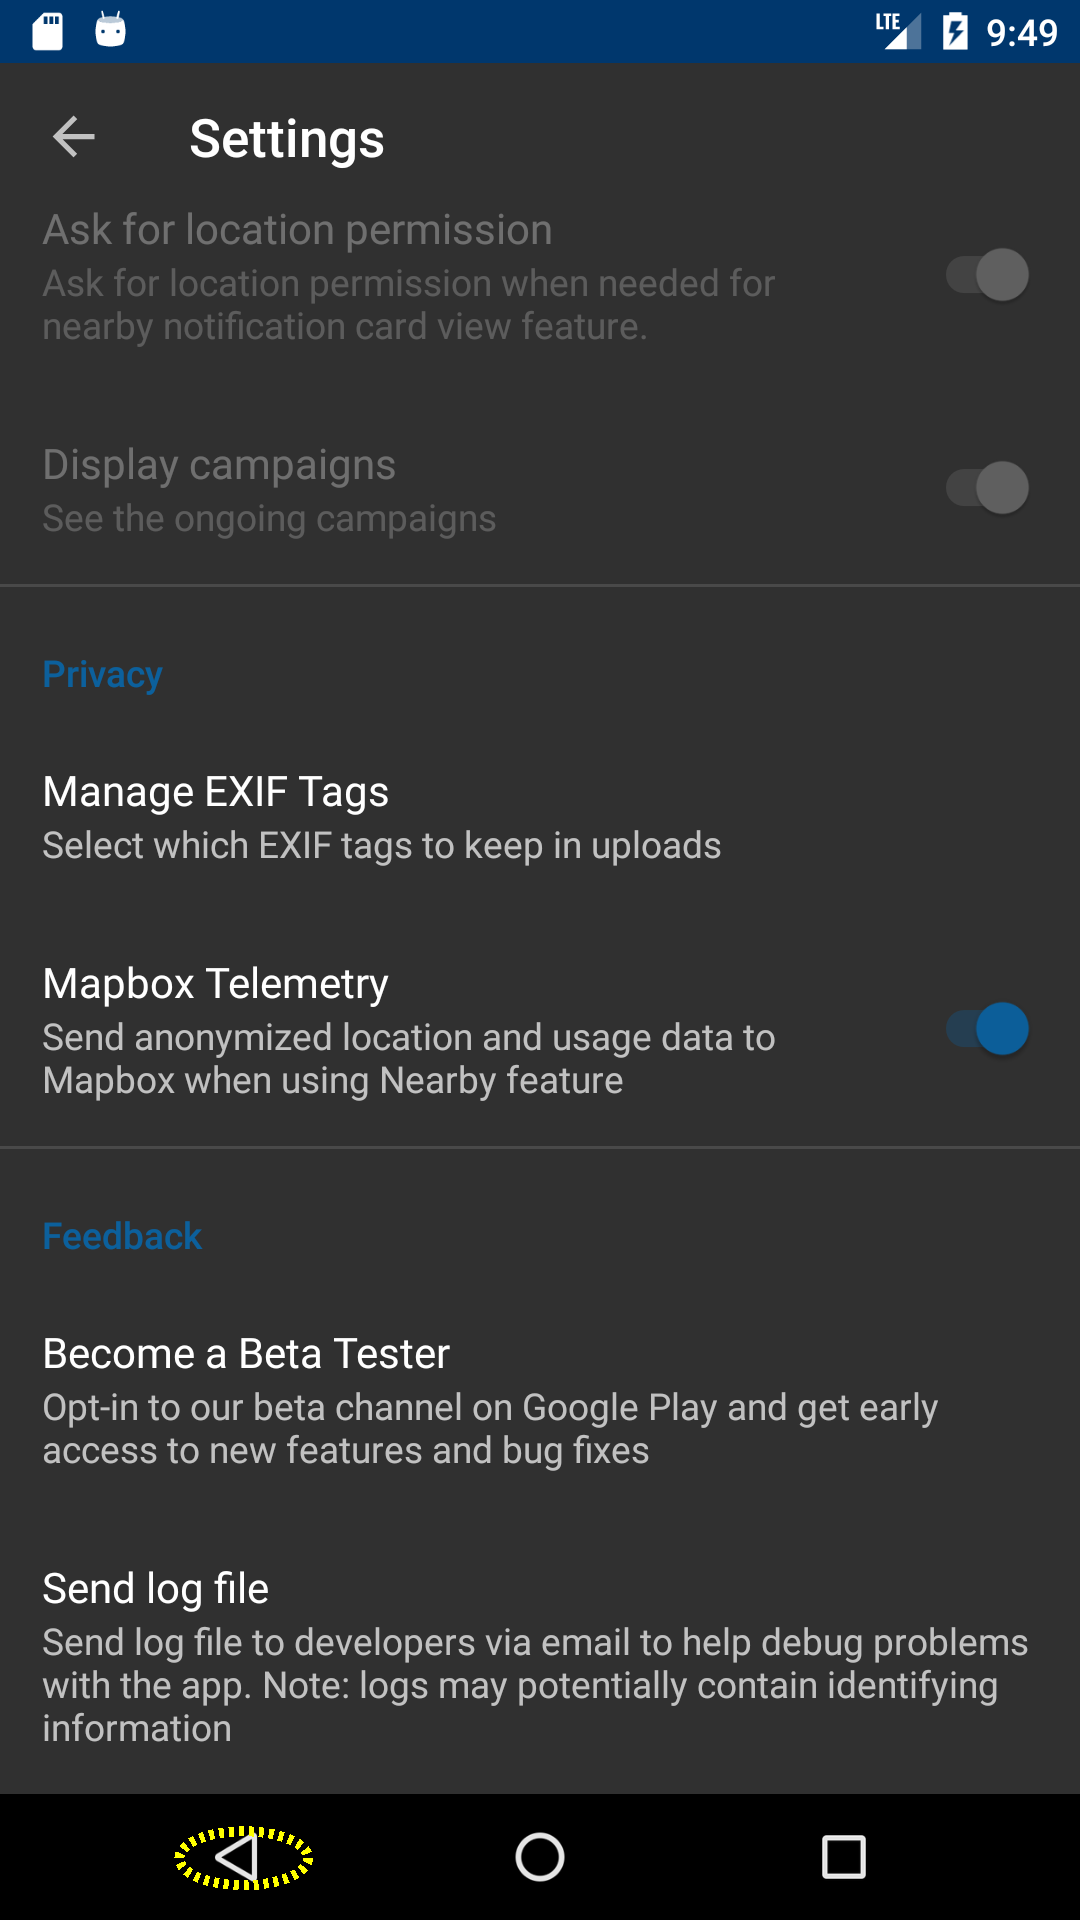 LTE 9:49
Settings
Ask for location permission
Ask for location permission when needed for
nearby notification card view feature.
Display campaigns
See the ongoing campaigns
Privacy
Manage EXIF Tags
Select which EXIF tags to keep in uploads
Mapbox Telemetry
Send anonymized location and usage data to
Mapbox when using Nearby feature
Feedback
Become a Beta Tester
Opt-in to our beta channel on Google Play and get early
access to new features and bug fixes
Send log file
Send log file to developers via email to help debug problems
with the app. Note: logs may potentially contain identifying
information